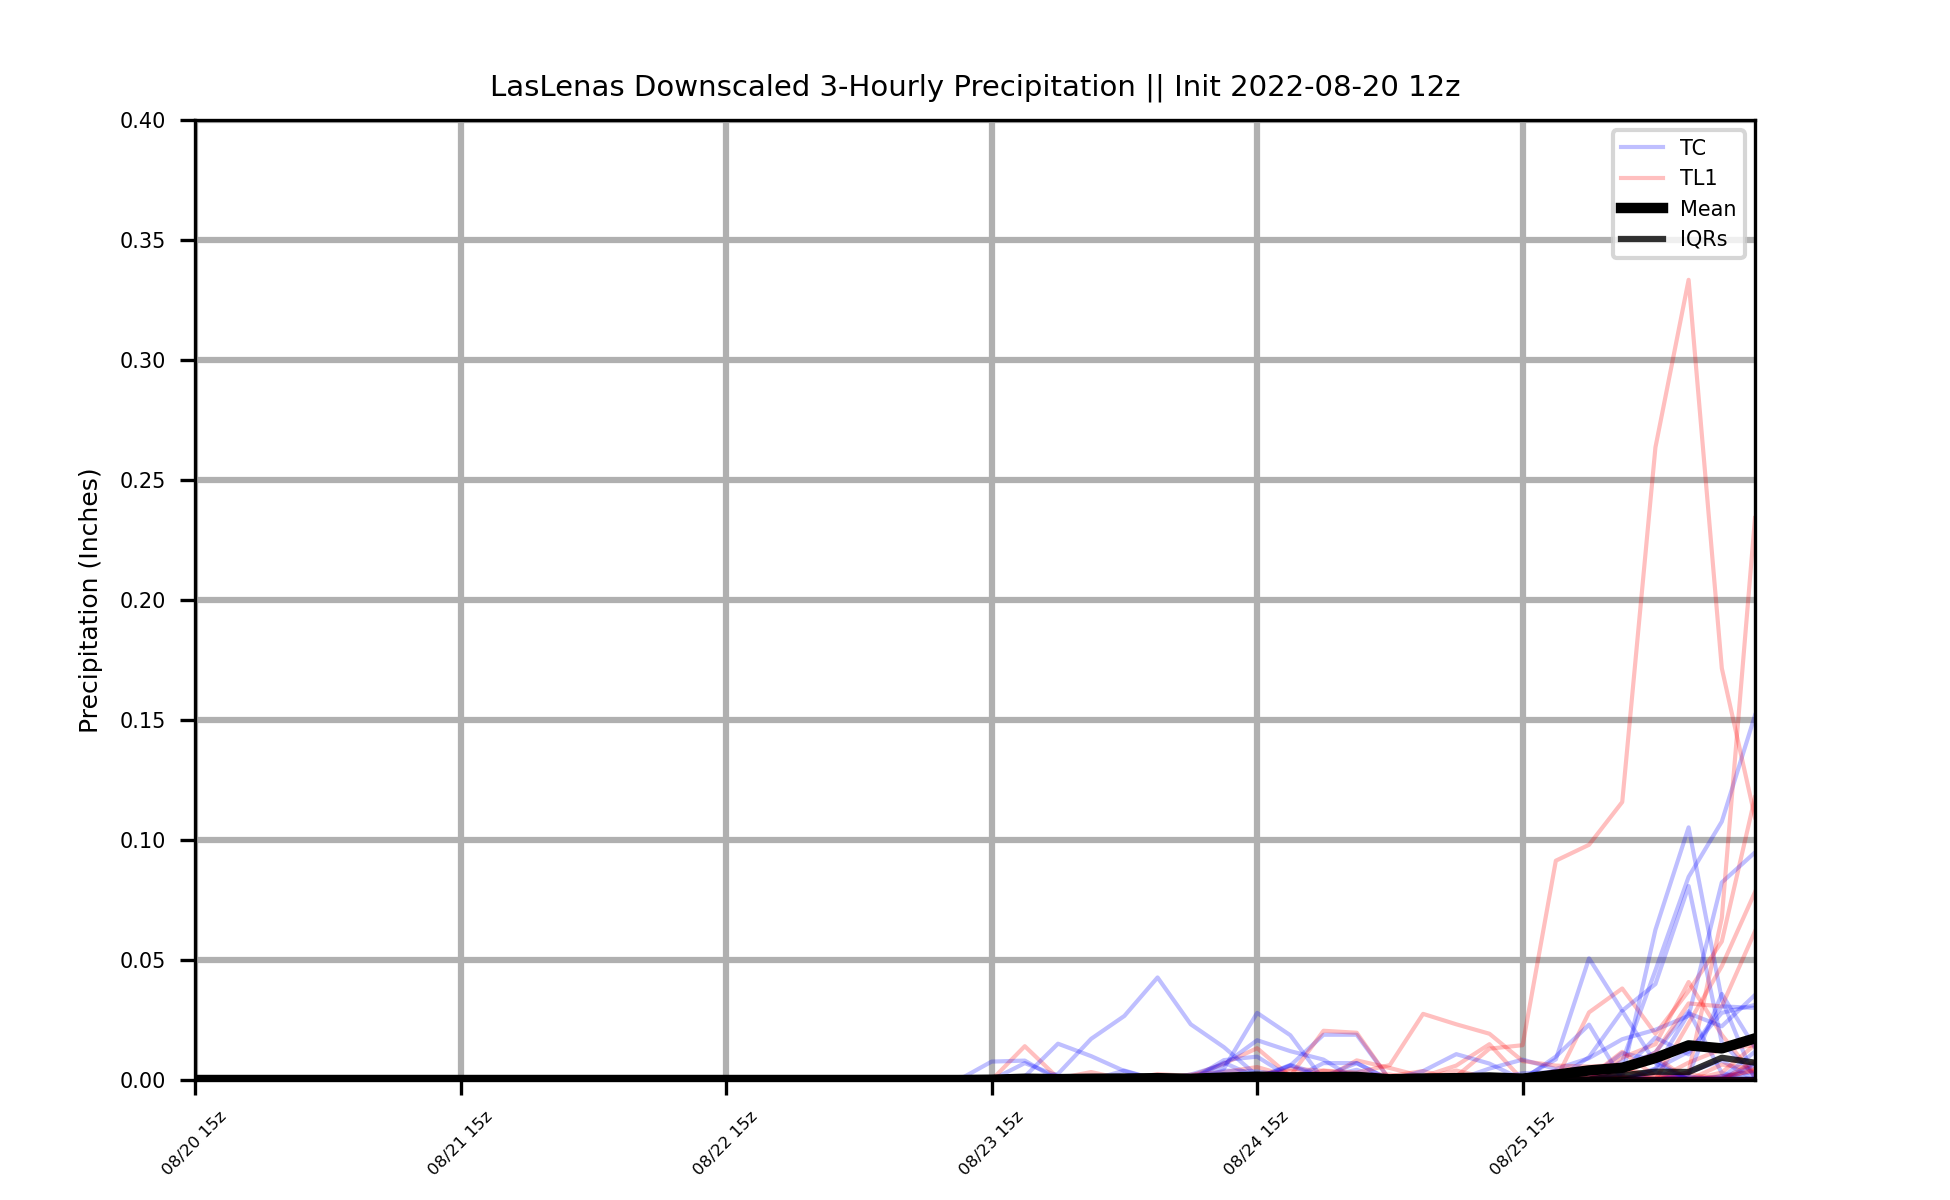 LasLenas Downscaled 3-Hourly Precipitation || Init 2022-08-20 12z
TC
TL1
Mean
IQRs
Precipitation (Inches)
0.40
0.35
0.30
0.25
0.20
0.15
0.10
0.05
0.00
08/20 15z
08/21 15z
08/22 15z
08/23 15z
08/24 15z
08/25 15z